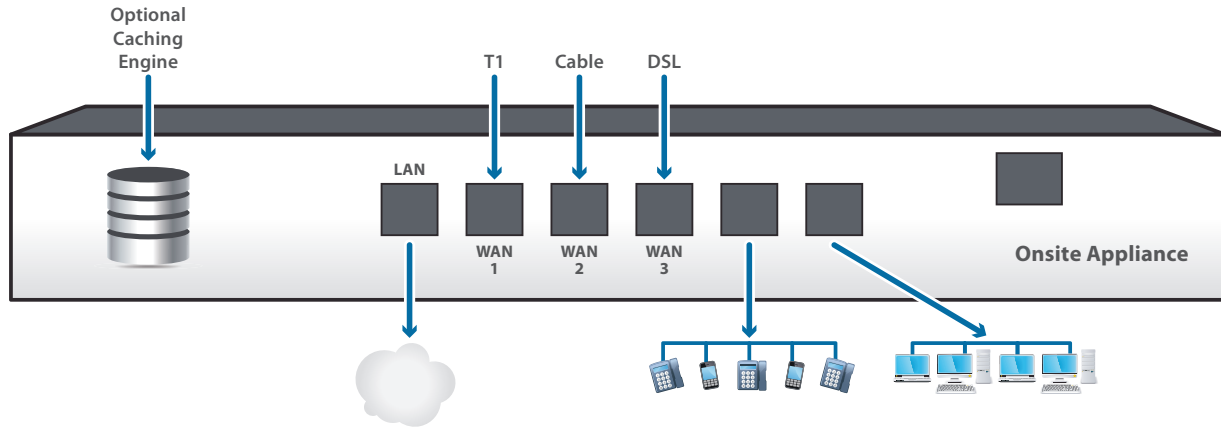 Optional
Caching
Engine
T1
Cable
DSL
LAN
WAN
1
WAN
2
WAN
3
Onsite Appliance